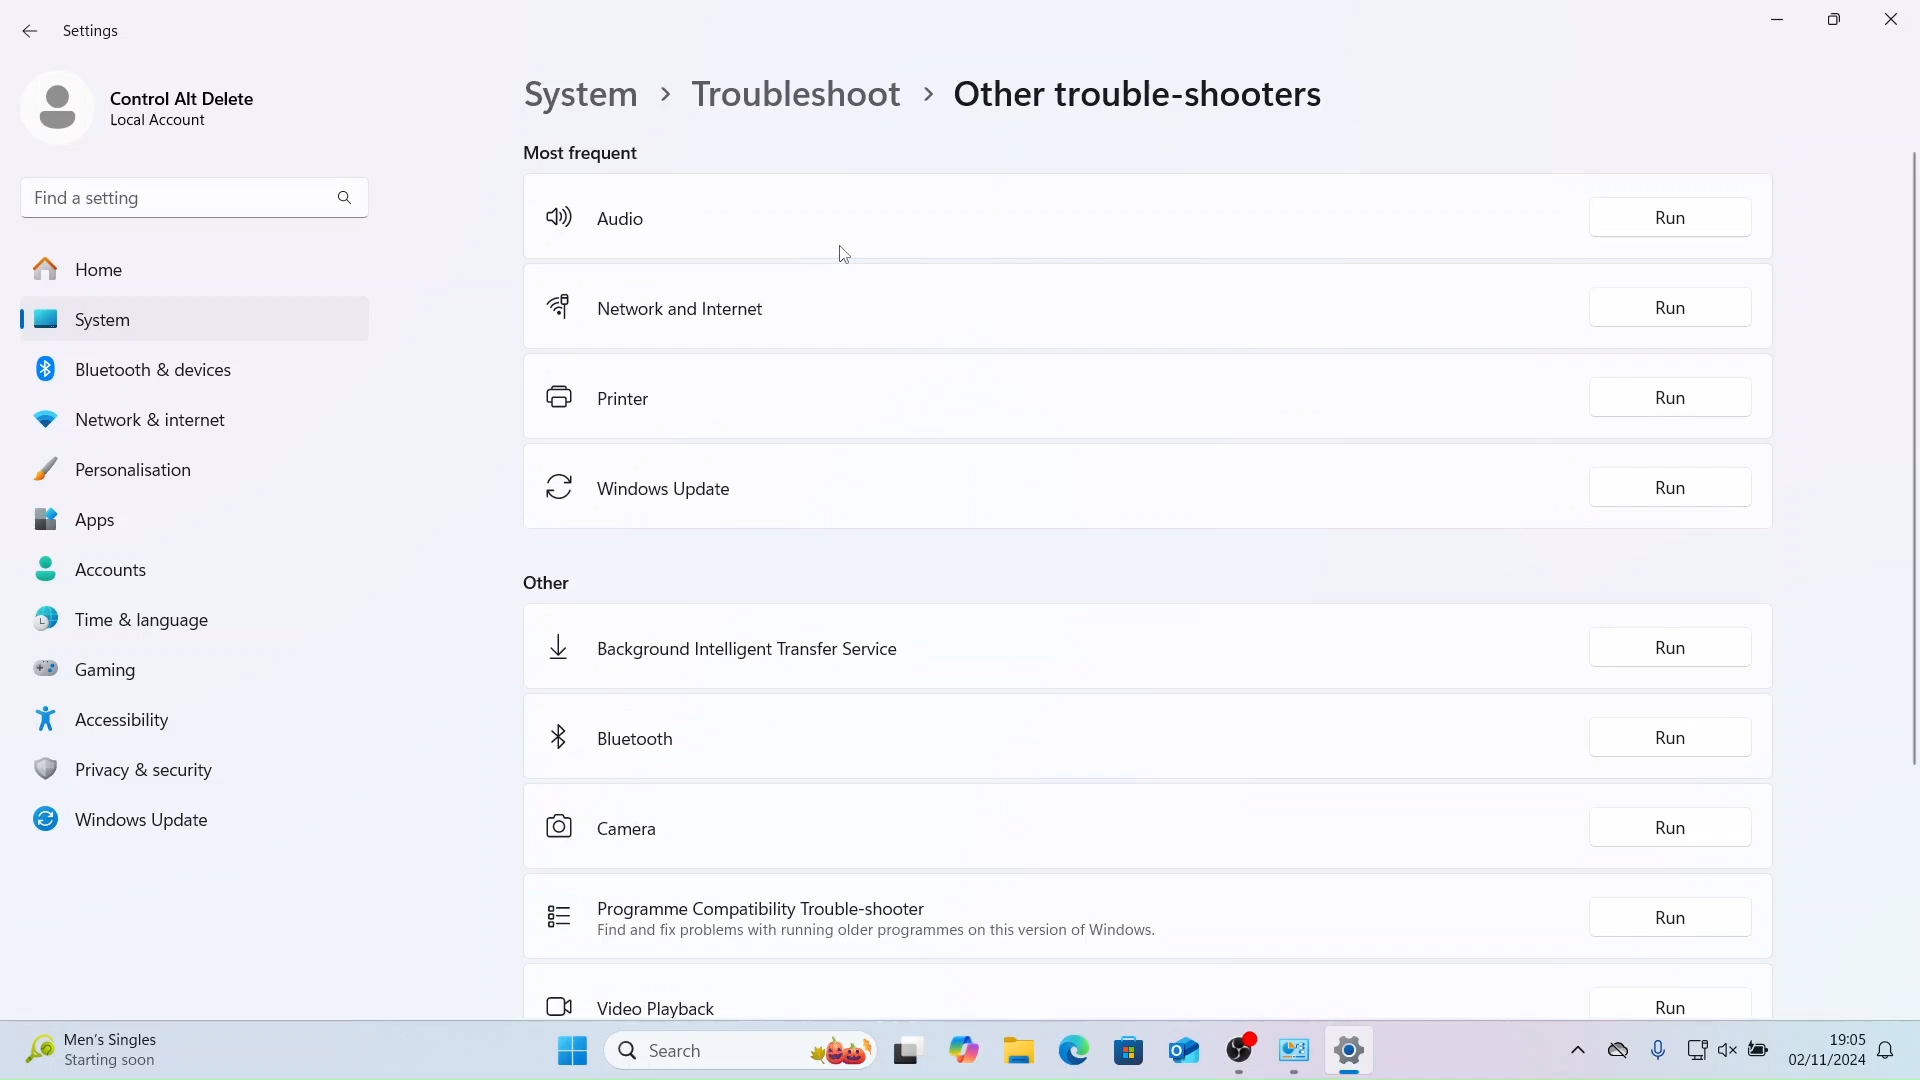 Settings
Control Alt Delete
Local Account
Find a setting
Home
System
Bluetooth & devices
Network & internet
Personalisation
Apps
Accounts
Time & language
Gaming
Accessibility
Privacy & security
Windows Update
System > Troubleshoot > Other trouble-shooters
Most frequent
Audio Run
Network and Internet Run
Printer Run
Windows Update Run
Other
Background Intelligent Transfer Service Run
Bluetooth Run
Camera Run
Programme Compatibility Trouble-shooter Run
Find and fix problems with running older programmes on this version of Windows.
Video Playback Run
Men's Singles
Starting soon
Search
19:05
02/11/2024